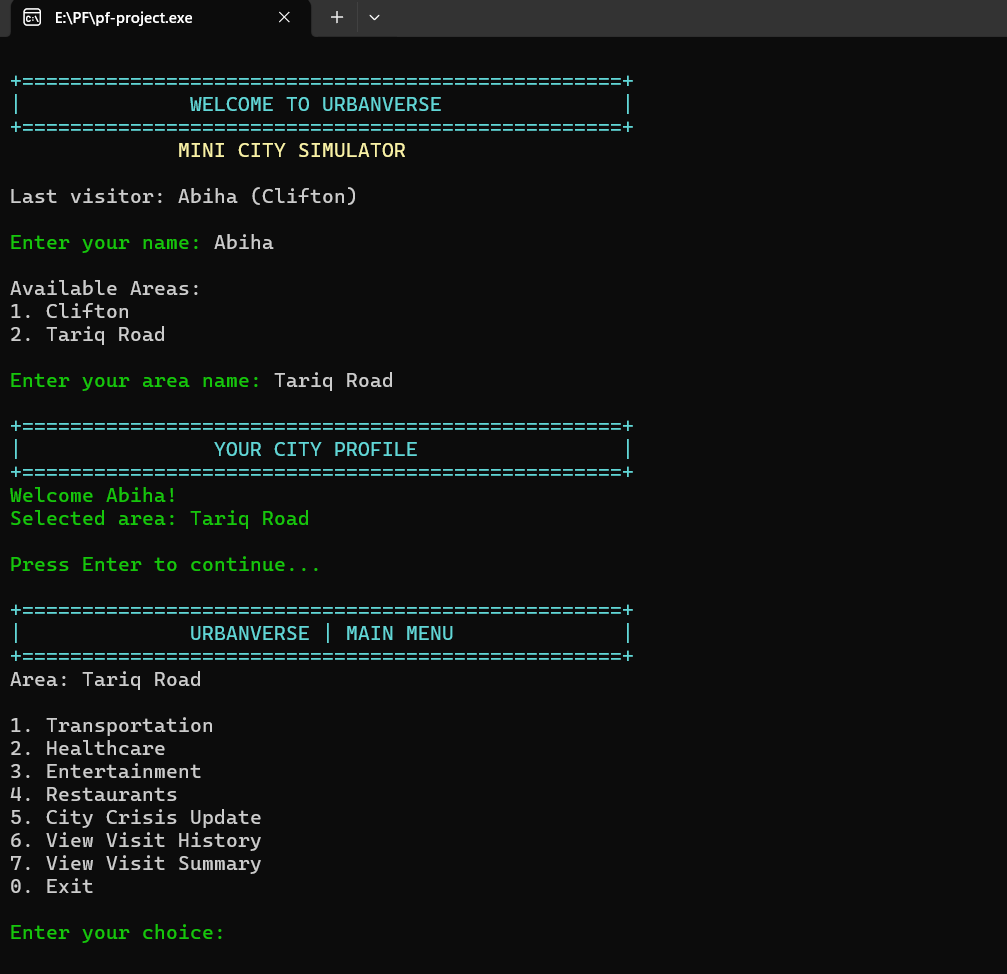 E:\PF\pf-project.exe
+==================================================+
| WELCOME TO URBANVERSE |
+==================================================+
MINI CITY SIMULATOR
Last visitor: Abiha (Clifton)
Enter your name: Abiha
Available Areas:
1. Clifton
2. Tariq Road
Enter your area name: Tariq Road
+==================================================+
| YOUR CITY PROFILE |
+==================================================+
Welcome Abiha!
Selected area: Tariq Road
Press Enter to continue...
+==================================================+
| URBANVERSE | MAIN MENU |
+==================================================+
Area: Tariq Road
1. Transportation
2. Healthcare
3. Entertainment
4. Restaurants
5. City Crisis Update
6. View Visit History
7. View Visit Summary
0. Exit
Enter your choice: